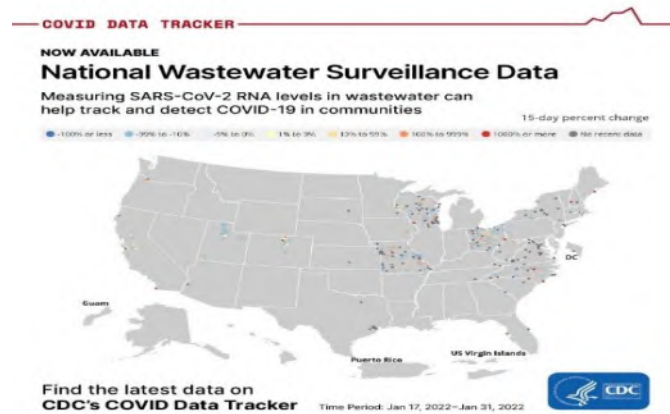 COVID DATA TRACKER
NOW AVAILABLE
National Wastewater Surveillance Data
Measuring SARS-CoV-2 RNA levels in wastewater can
help track and detect COVID-19 in communities
15-day percent change
-100% or less -99% to -10% -9% to 0% 1% to 9% 10% to 99% 100% to 999% 1000% or more No recent data
DC
Guam
Puerto Rico
US Virgin Islands
Find the latest data on
CDC's COVID Data Tracker
Time Period: Jan 17, 2022–Jan 31, 2022
CDC